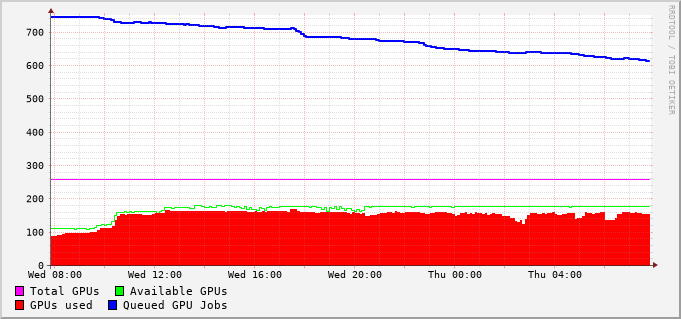 RRDTOOL / TOBI OETIKER
700
600
500
400
300
200
100
0
Wed 08:00 Wed 12:00 Wed 16:00 Wed 20:00 Thu 00:00 Thu 04:00
Total GPUs Available GPUs
GPUs used Queued GPU Jobs